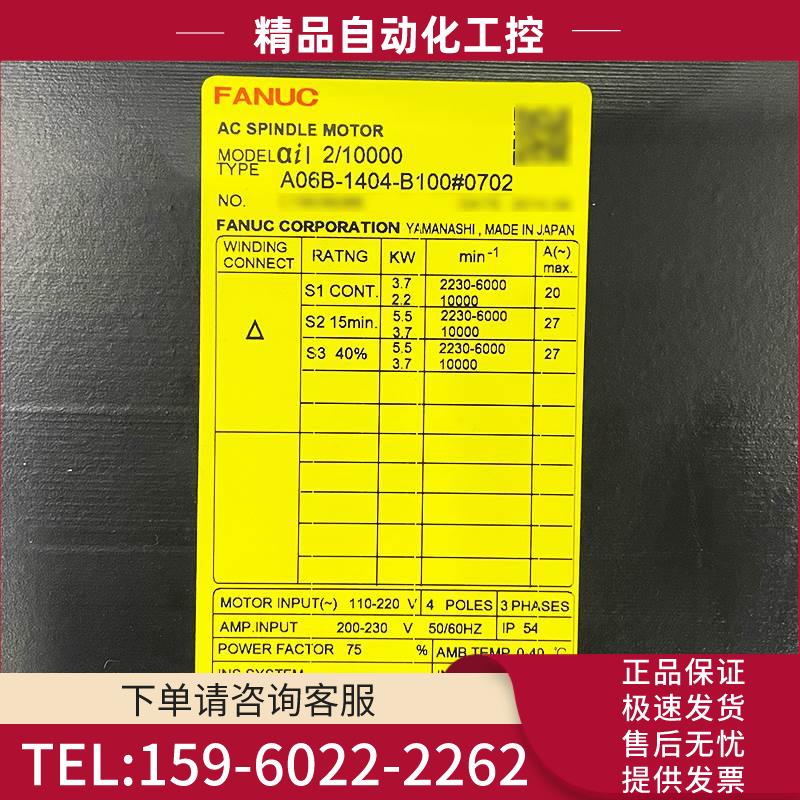 精品自动化工控
FANUC
AC SPINDLE MOTOR
MODEL αiI 2/10000
TYPE A06B-1404-B100#0702
NO.
FANUC CORPORATION YAMANASHI, MADE IN JAPAN
WINDING CONNECT RATNG KW min⁻¹ A(~) max.
Δ
S1 CONT. 3.7 2230-6000 20
2.2 10000
S2 15min. 5.5 2230-6000 27
3.7 10000
S3 40% 5.5 2230-6000 27
3.7 10000
MOTOR INPUT(~) 110-220 V 4 POLES 3 PHASES
AMP.INPUT 200-230 V 50/60HZ IP 54
POWER FACTOR 75 % AMB.TEMP. 0-40 °C
下单请咨询客服
TEL:159-6022-2262
正品保证
极速发货
售后无忧
提供发票